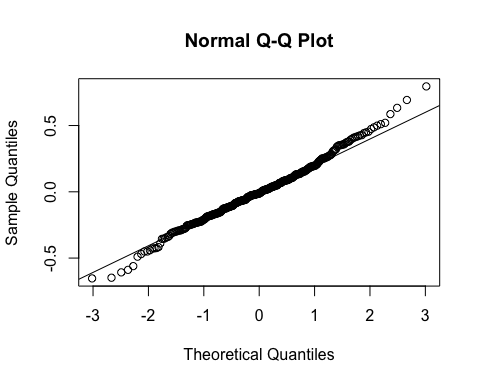 Normal Q-Q Plot
Sample Quantiles
0.5
0.0
-0.5
-3 -2 -1 0 1 2 3
Theoretical Quantiles